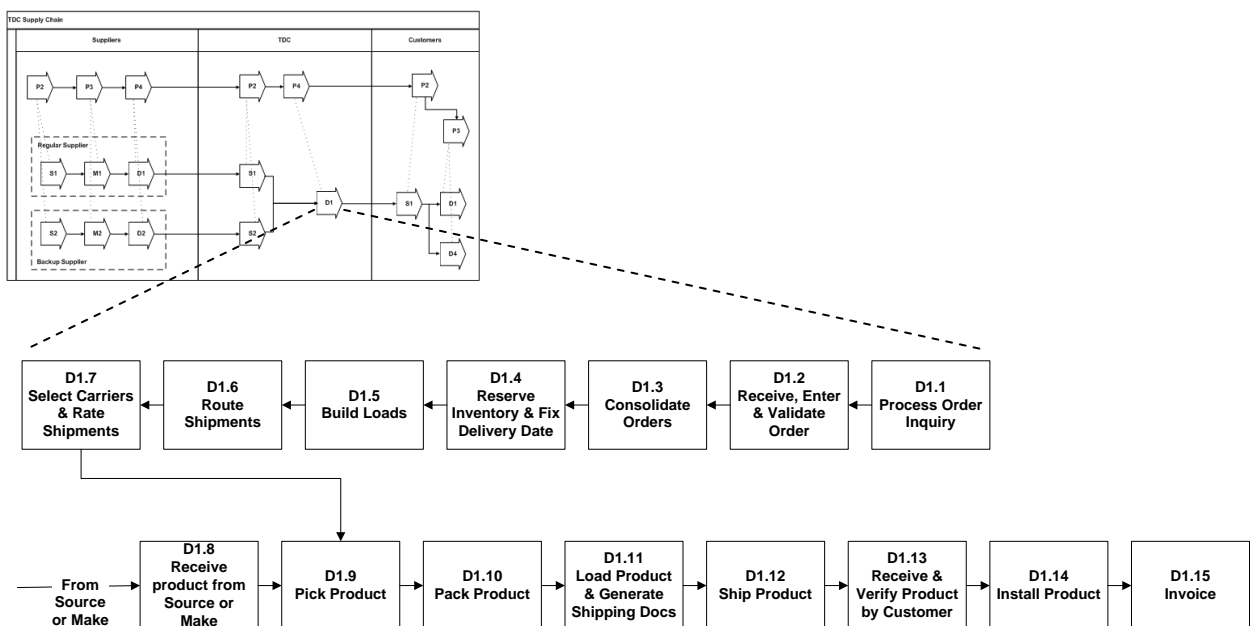 TDC Supply Chain
Suppliers
TDC
Customers
P2
P3
P4
P2
P4
P2
P3
Regular Supplier
S1
M1
D1
S1
D1
S1
D1
S2
M2
D2
S2
D4
Backup Supplier
D1.7
Select Carriers
& Rate
Shipments
D1.6
Route
Shipments
D1.5
Build Loads
D1.4
Reserve
Inventory & Fix
Delivery Date
D1.3
Consolidate
Orders
D1.2
Receive, Enter
& Validate
Order
D1.1
Process Order
Inquiry
From
Source
or Make
D1.8
Receive
product from
Source or
Make
D1.9
Pick Product
D1.10
Pack Product
D1.11
Load Product
& Generate
Shipping Docs
D1.12
Ship Product
D1.13
Receive &
Verify Product
by Customer
D1.14
Install Product
D1.15
Invoice